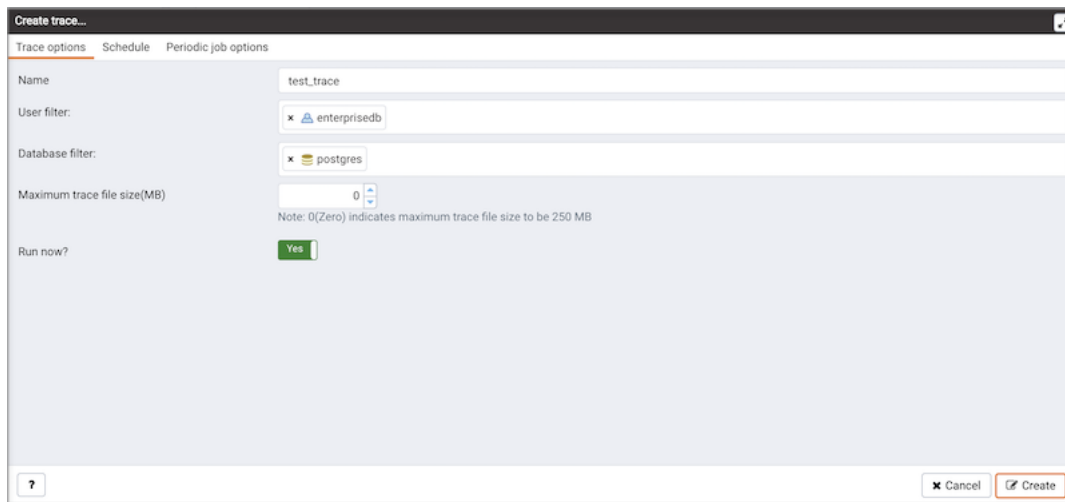 Create trace...
Trace options Schedule Periodic job options
Name test_trace
User filter: × enterprisedb
Database filter: × postgres
Maximum trace file size(MB) 0
Note: 0(Zero) indicates maximum trace file size to be 250 MB
Run now? Yes
? × Cancel Create